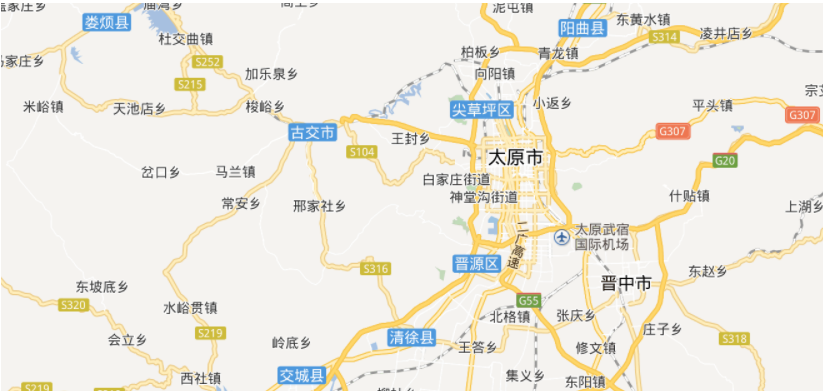 泥屯镇
娄烦县
阳曲县
东黄水镇
凌井店乡
S314
杜交曲镇
柏板乡
青龙镇
S252
加乐泉乡
向阳镇
S215
米峪镇
天池店乡
梭峪乡
尖草坪区
小返乡
平头镇
G307
古交市
王封乡
G307
S104
太原市
G20
岔口乡
马兰镇
白家庄街道
神堂沟街道
什贴镇
常安乡
邢家社乡
上湖乡
二广高速
太原武宿
国际机场
晋源区
S316
东赵乡
晋中市
东坡底乡
S320
水峪贯镇
G55
北格镇
张庆乡
庄子乡
S219
会立乡
岭底乡
清徐县
王答乡
修文镇
S318
西社镇
交城县
集义乡
东阳镇
S219